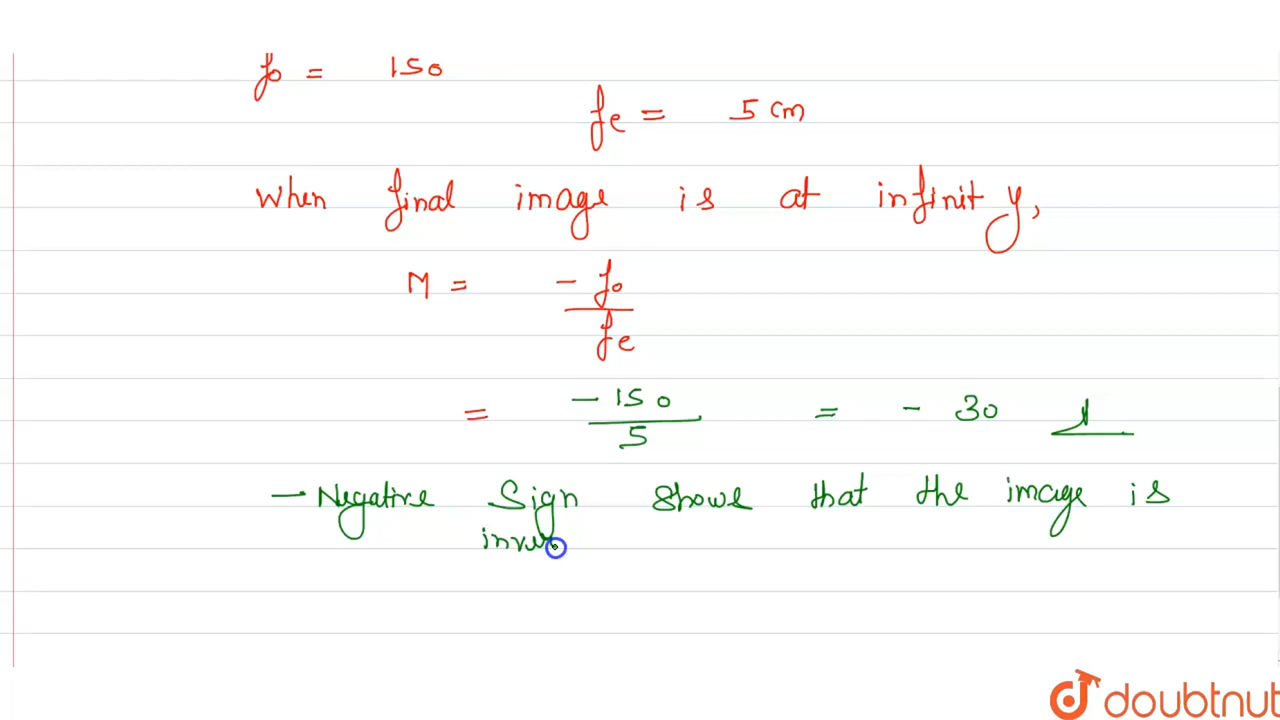 fo = 150
fe = 5 cm
When final image is at infinity,
M = - fo
fe
= - 150 = - 30
5
- Negative Sign Shows that the image is
inver
doubtnut